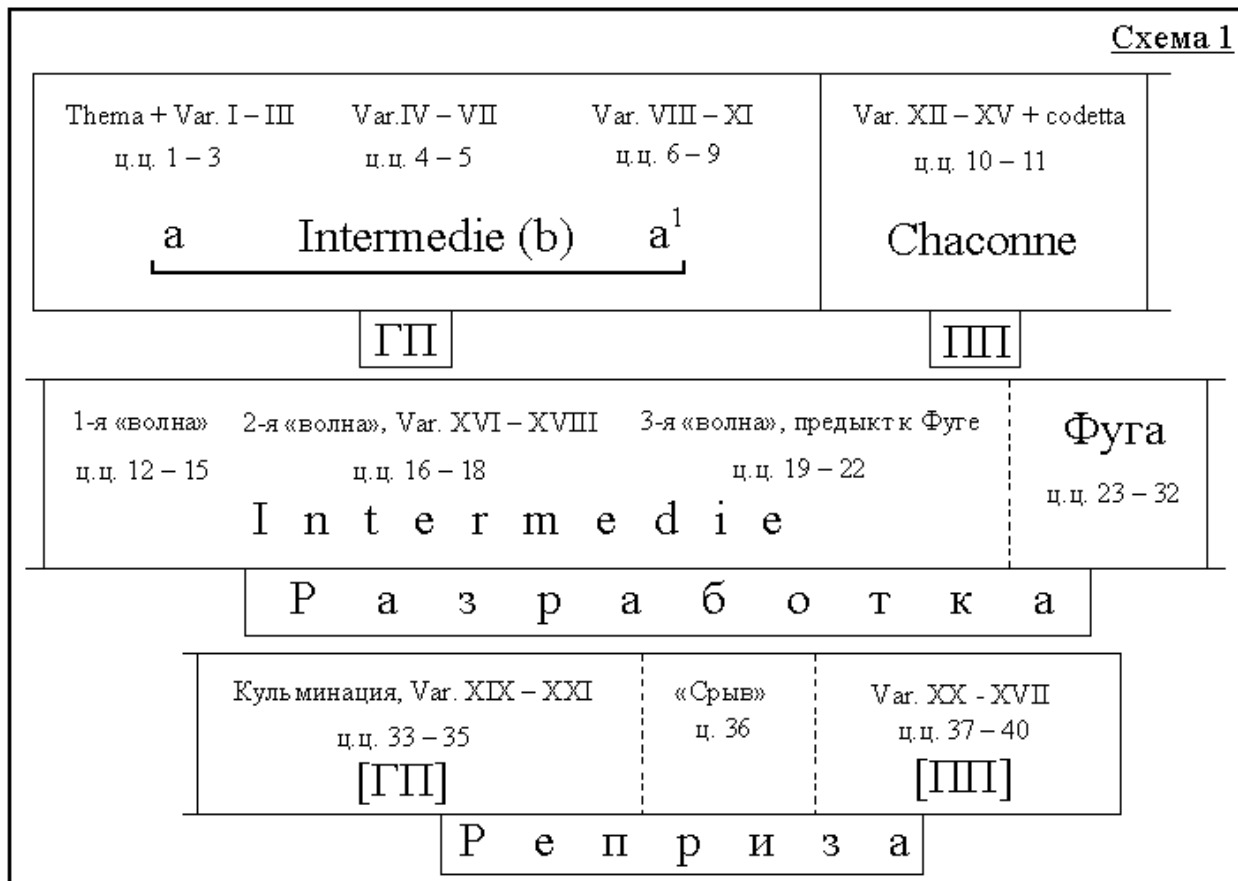 Схема 1
Thema + Var. I – III Var.IV – VII Var. VIII – XI Var. XII – XV + codetta
ц.ц. 1 – 3 ц.ц. 4 – 5 ц.ц. 6 – 9 ц.ц. 10 – 11
a Intermedie (b) a¹ Chaconne
ГП ПП
1-я «волна» 2-я «волна», Var. XVI – XVIII 3-я «волна», предыкт к Фуге Фуга
ц.ц. 12 – 15 ц.ц. 16 – 18 ц.ц. 19 – 22 ц.ц. 23 – 32
I n t e r m e d i e
Р а з р а б о т к а
Кульминация, Var. XIX – XXI «Срыв» Var. XX - XVII
ц.ц. 33 – 35 ц. 36 ц.ц. 37 – 40
[ГП] [ПП]
Р е п р и з а